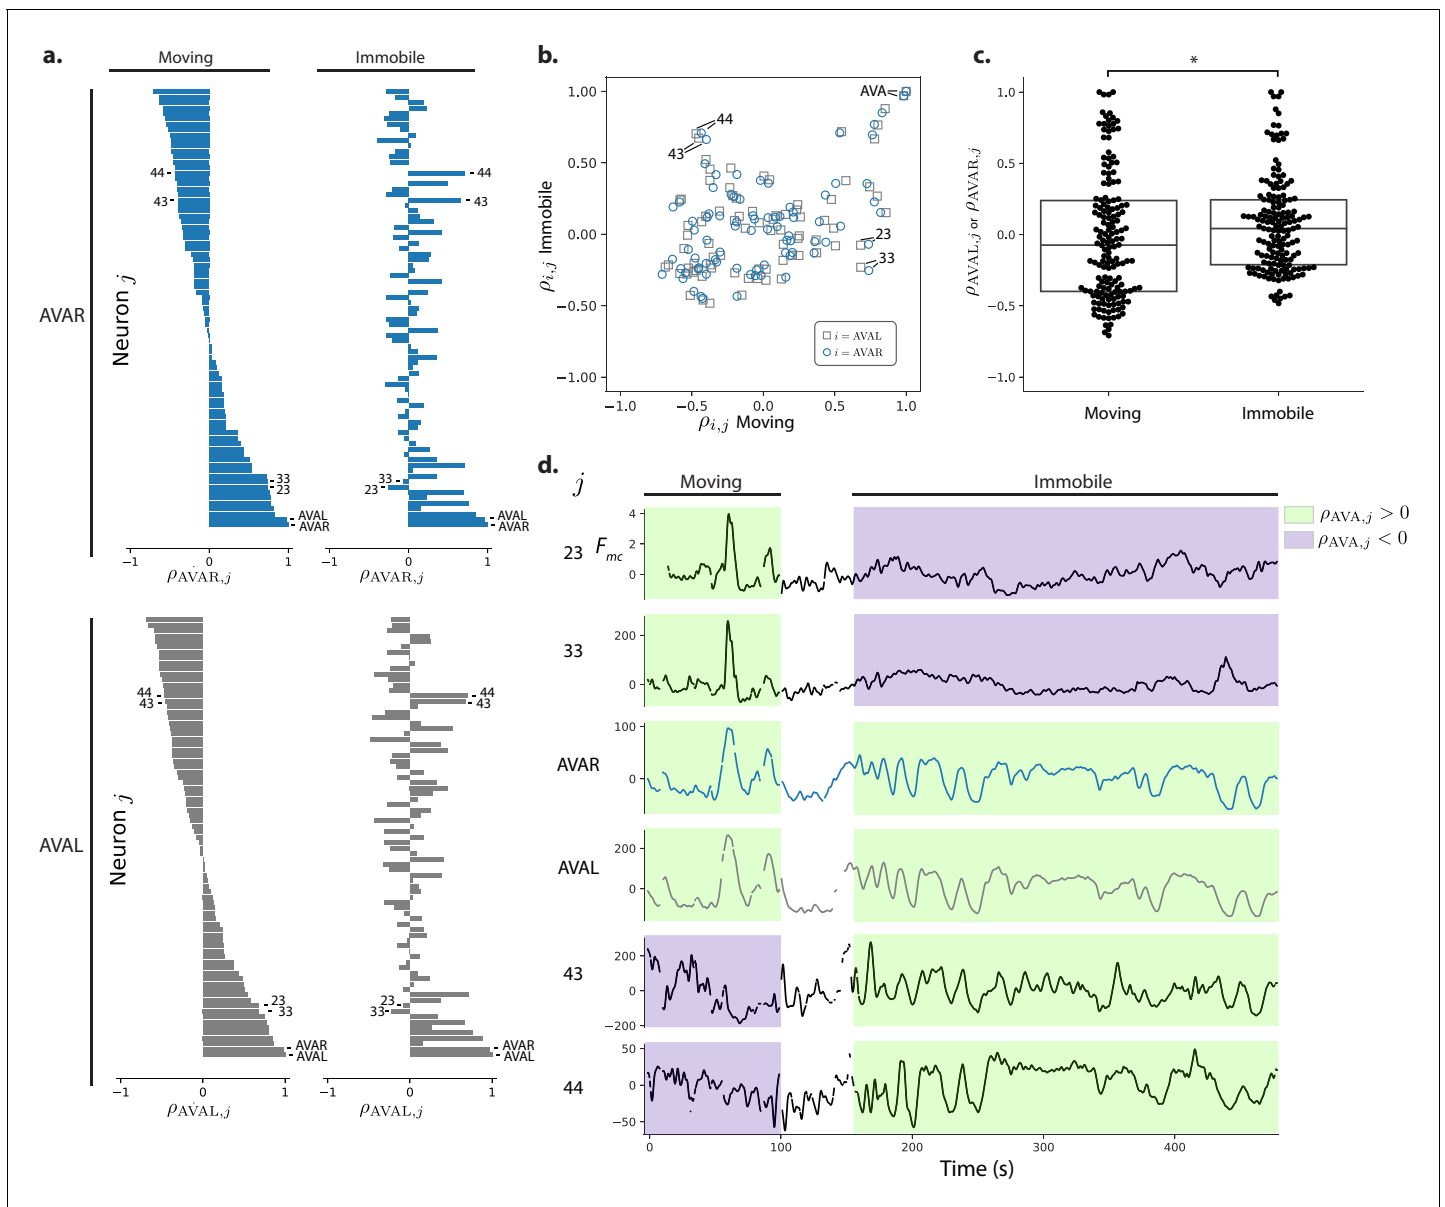 a.
Moving
Immobile
AVAR
Neuron j
44
43
33
23
AVAL
AVAR
44
43
33
23
AVAL
AVAR
−1
0
1
−1
0
1
ρAVAR,j
ρAVAR,j
AVAL
Neuron j
44
43
23
33
AVAR
AVAL
44
43
23
33
AVAR
AVAL
−1
0
1
−1
0
1
ρAVAL,j
ρAVAL,j
b.
1.00
0.50
0.00
−0.50
−1.00
ρi,j Immobile
AVA
44
43
23
33
i = AVAL
i = AVAR
−1.0
−0.5
0.0
0.5
1.0
ρi,j Moving
c.
*
1.0
0.5
0.0
−0.5
−1.0
ρAVAL,j or ρAVAR,j
Moving
Immobile
d.
j
Moving
Immobile
ρAVA,j > 0
ρAVA,j < 0
23
Fmc
4
2
0
33
200
0
AVAR
100
0
AVAL
200
0
43
200
0
−200
44
50
0
−50
0
100
200
300
400
Time (s)